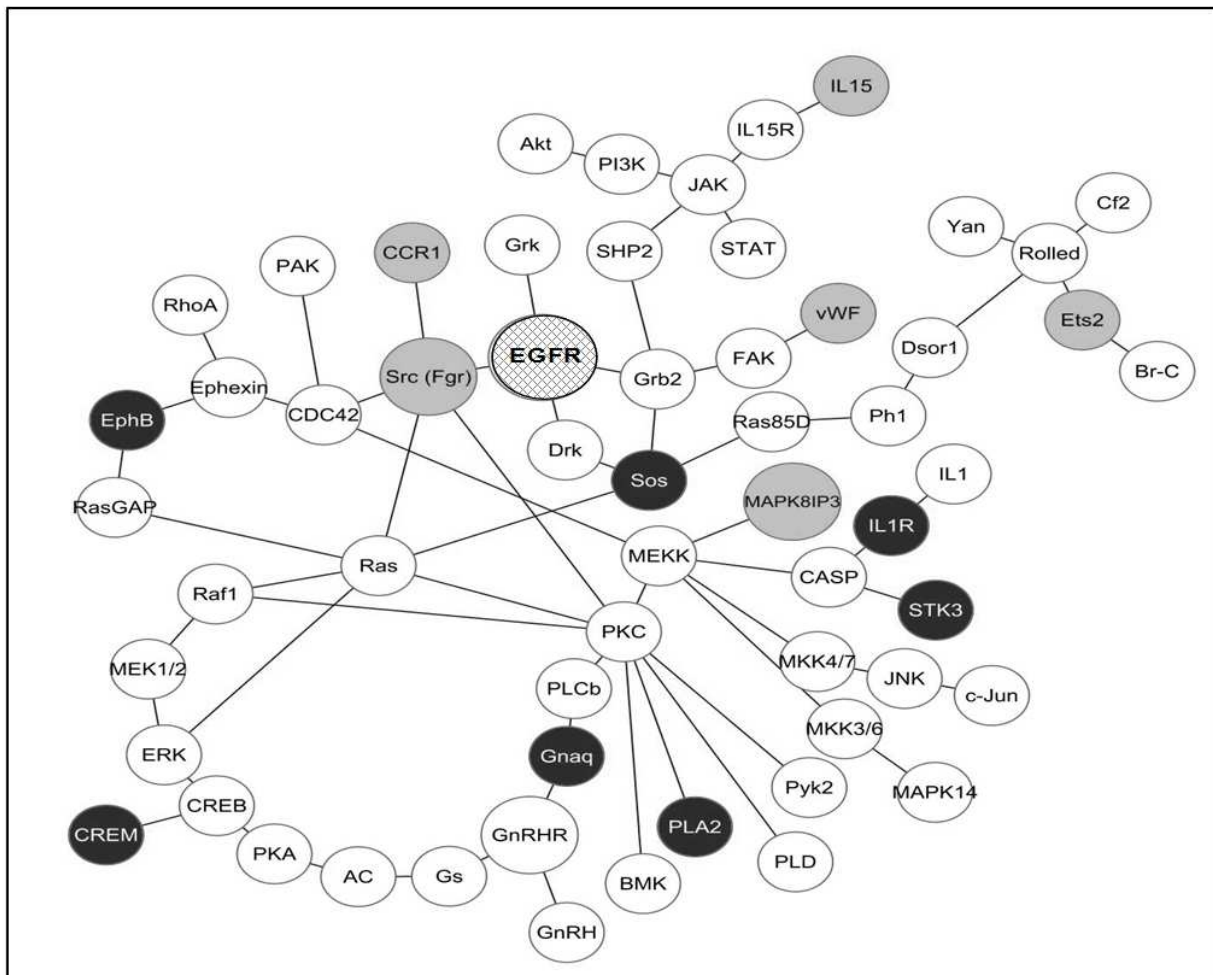 IL15
IL15R
Akt
PI3K
JAK
Cf2
Yan
Rolled
CCR1
Grk
SHP2
STAT
PAK
RhoA
vWF
Ets2
EGFR
FAK
Dsor1
Br-C
Src (Fgr)
Grb2
Ephexin
CDC42
EphB
Ras85D
Ph1
Drk
Sos
IL1
RasGAP
MAPK8IP3
IL1R
MEKK
Ras
CASP
Raf1
STK3
PKC
MEK1/2
MKK4/7
PLCb
JNK
c-Jun
MKK3/6
ERK
Gnaq
Pyk2
MAPK14
CREB
CREM
GnRHR
PLA2
PKA
PLD
AC
Gs
BMK
GnRH